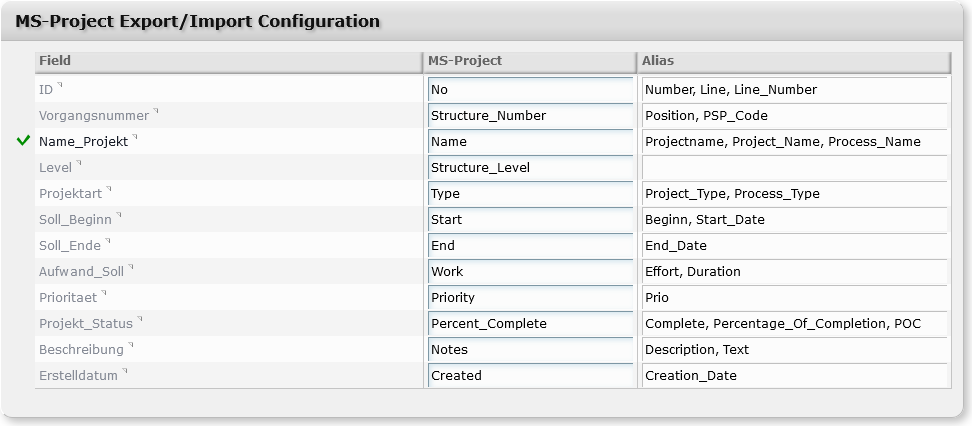 MS-Project Export/Import Configuration
Field MS-Project Alias
ID No Number, Line, Line_Number
Vorgangsnummer Structure_Number Position, PSP_Code
Name_Projekt Name Projectname, Project_Name, Process_Name
Level Structure_Level
Projektart Type Project_Type, Process_Type
Soll_Beginn Start Beginn, Start_Date
Soll_Ende End End_Date
Aufwand_Soll Work Effort, Duration
Prioritaet Priority Prio
Projekt_Status Percent_Complete Complete, Percentage_Of_Completion, POC
Beschreibung Notes Description, Text
Erstelldatum Created Creation_Date